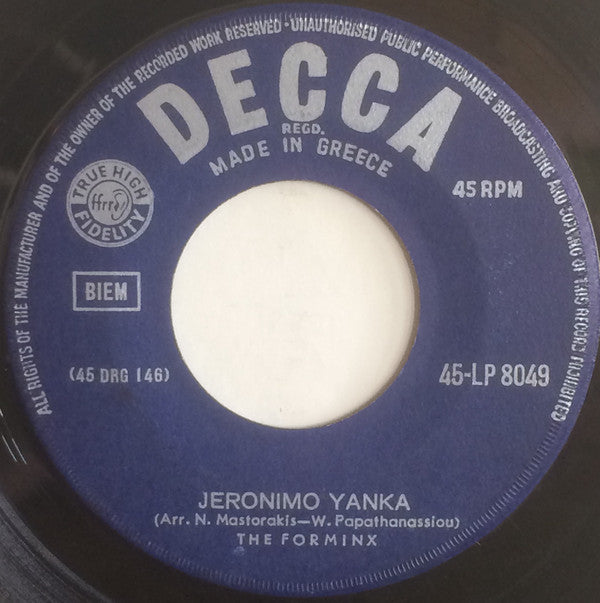 ALL RIGHTS OF THE MANUFACTURER AND OF THE OWNER OF THE RECORDED WORK RESERVED - UNAUTHORISED PUBLIC PERFORMANCE BROADCASTING AND COPYING OF THIS RECORD PROHIBITED
DECCA
REGD.
MADE IN GREECE
TRUE HIGH
ffrr
FIDELITY
45 RPM
BIEM
(45 DRG 146)
45-LP 8049
JERONIMO YANKA
(Arr. N. Mastorakis—W. Papathanassiou)
THE FORMINX